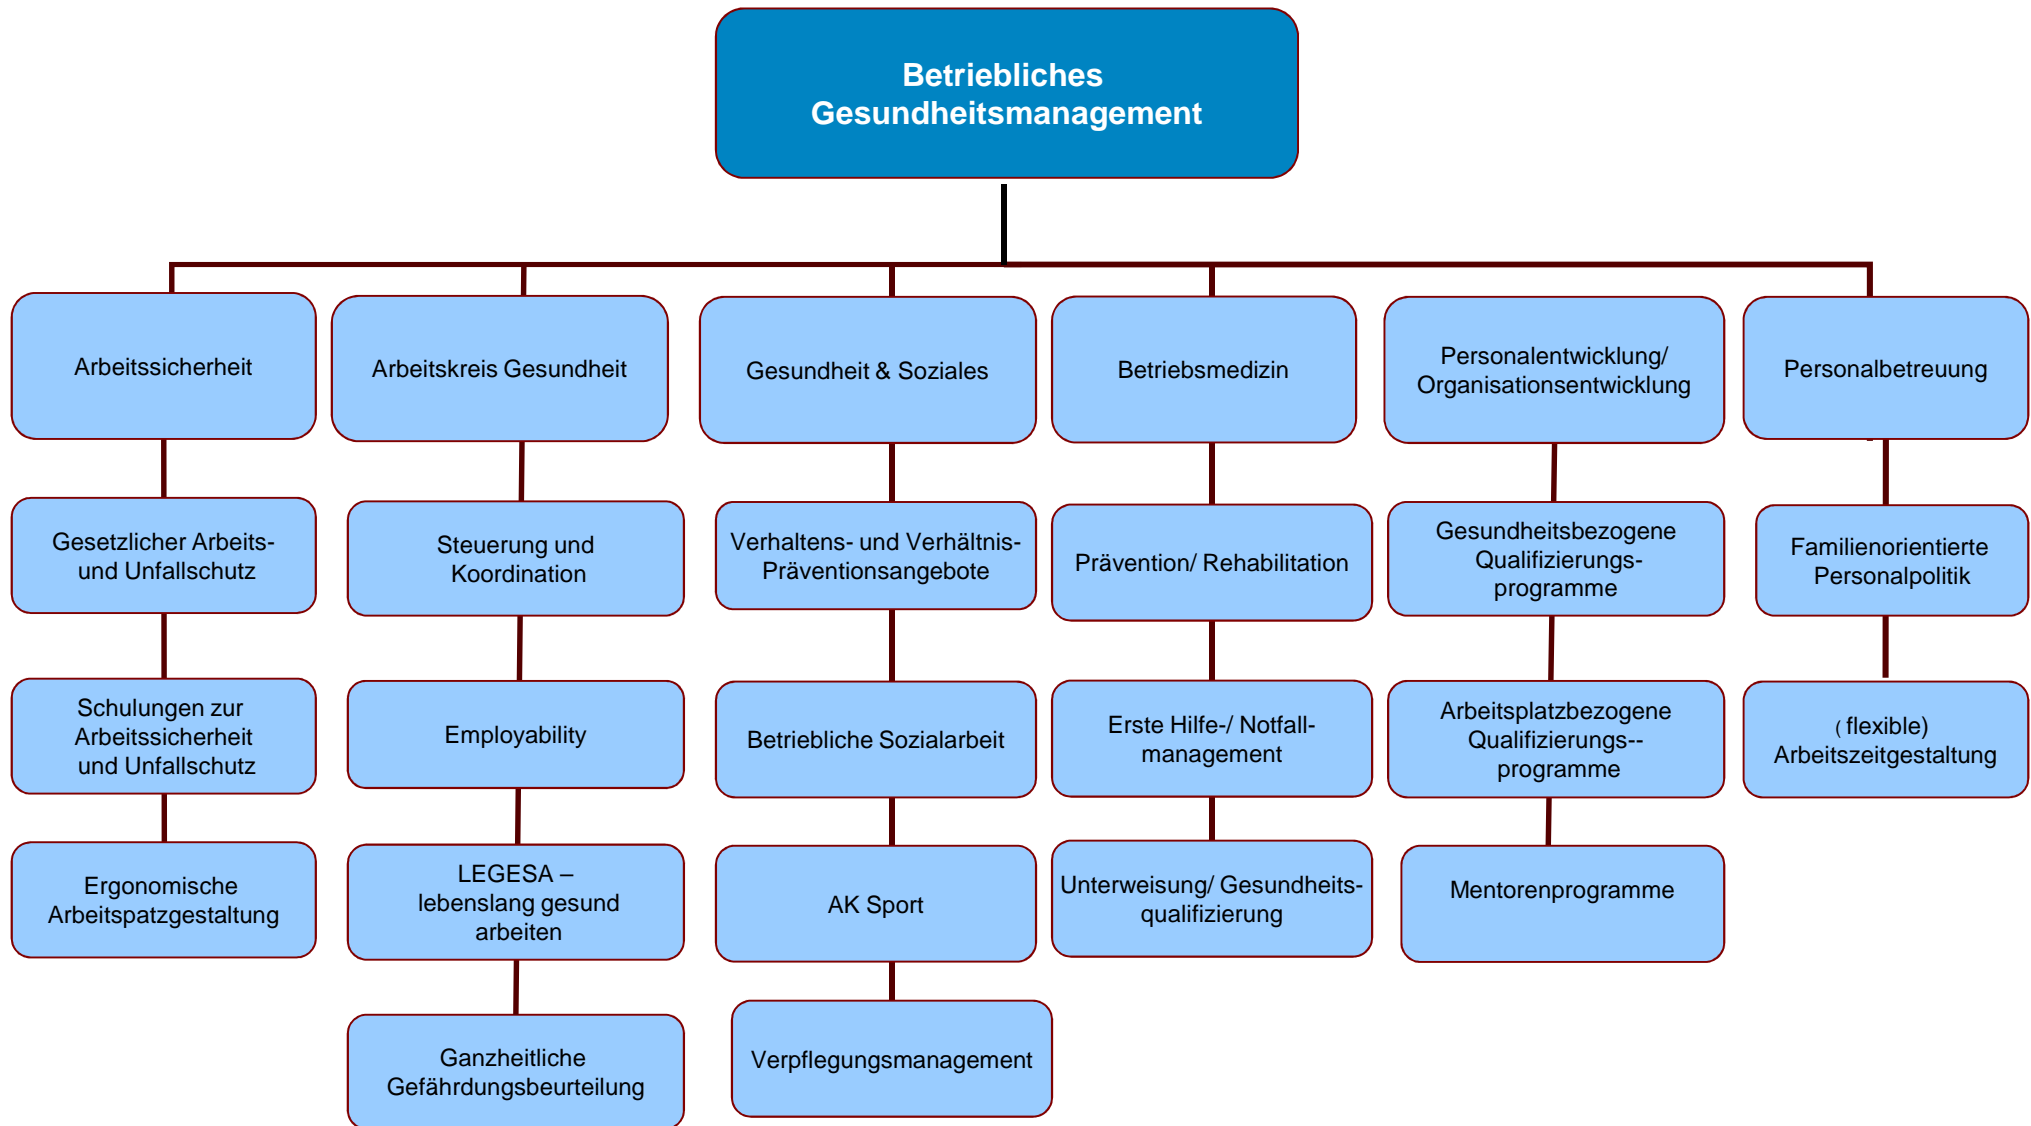 Betriebliches
Gesundheitsmanagement
Arbeitssicherheit
Arbeitskreis Gesundheit
Gesundheit & Soziales
Betriebsmedizin
Personalentwicklung/
Organisationsentwicklung
Personalbetreuung
Gesetzlicher Arbeits-
und Unfallschutz
Steuerung und
Koordination
Verhaltens- und Verhältnis-
Präventionsangebote
Prävention/ Rehabilitation
Gesundheitsbezogene
Qualifizierungs-
programme
Familienorientierte
Personalpolitik
Schulungen zur
Arbeitssicherheit
und Unfallschutz
Employability
Betriebliche Sozialarbeit
Erste Hilfe-/ Notfall-
management
Arbeitsplatzbezogene
Qualifizierungs--
programme
( flexible)
Arbeitszeitgestaltung
Ergonomische
Arbeitspatzgestaltung
LEGESA –
lebenslang gesund
arbeiten
AK Sport
Unterweisung/ Gesundheits-
qualifizierung
Mentorenprogramme
Ganzheitliche
Gefährdungsbeurteilung
Verpflegungsmanagement